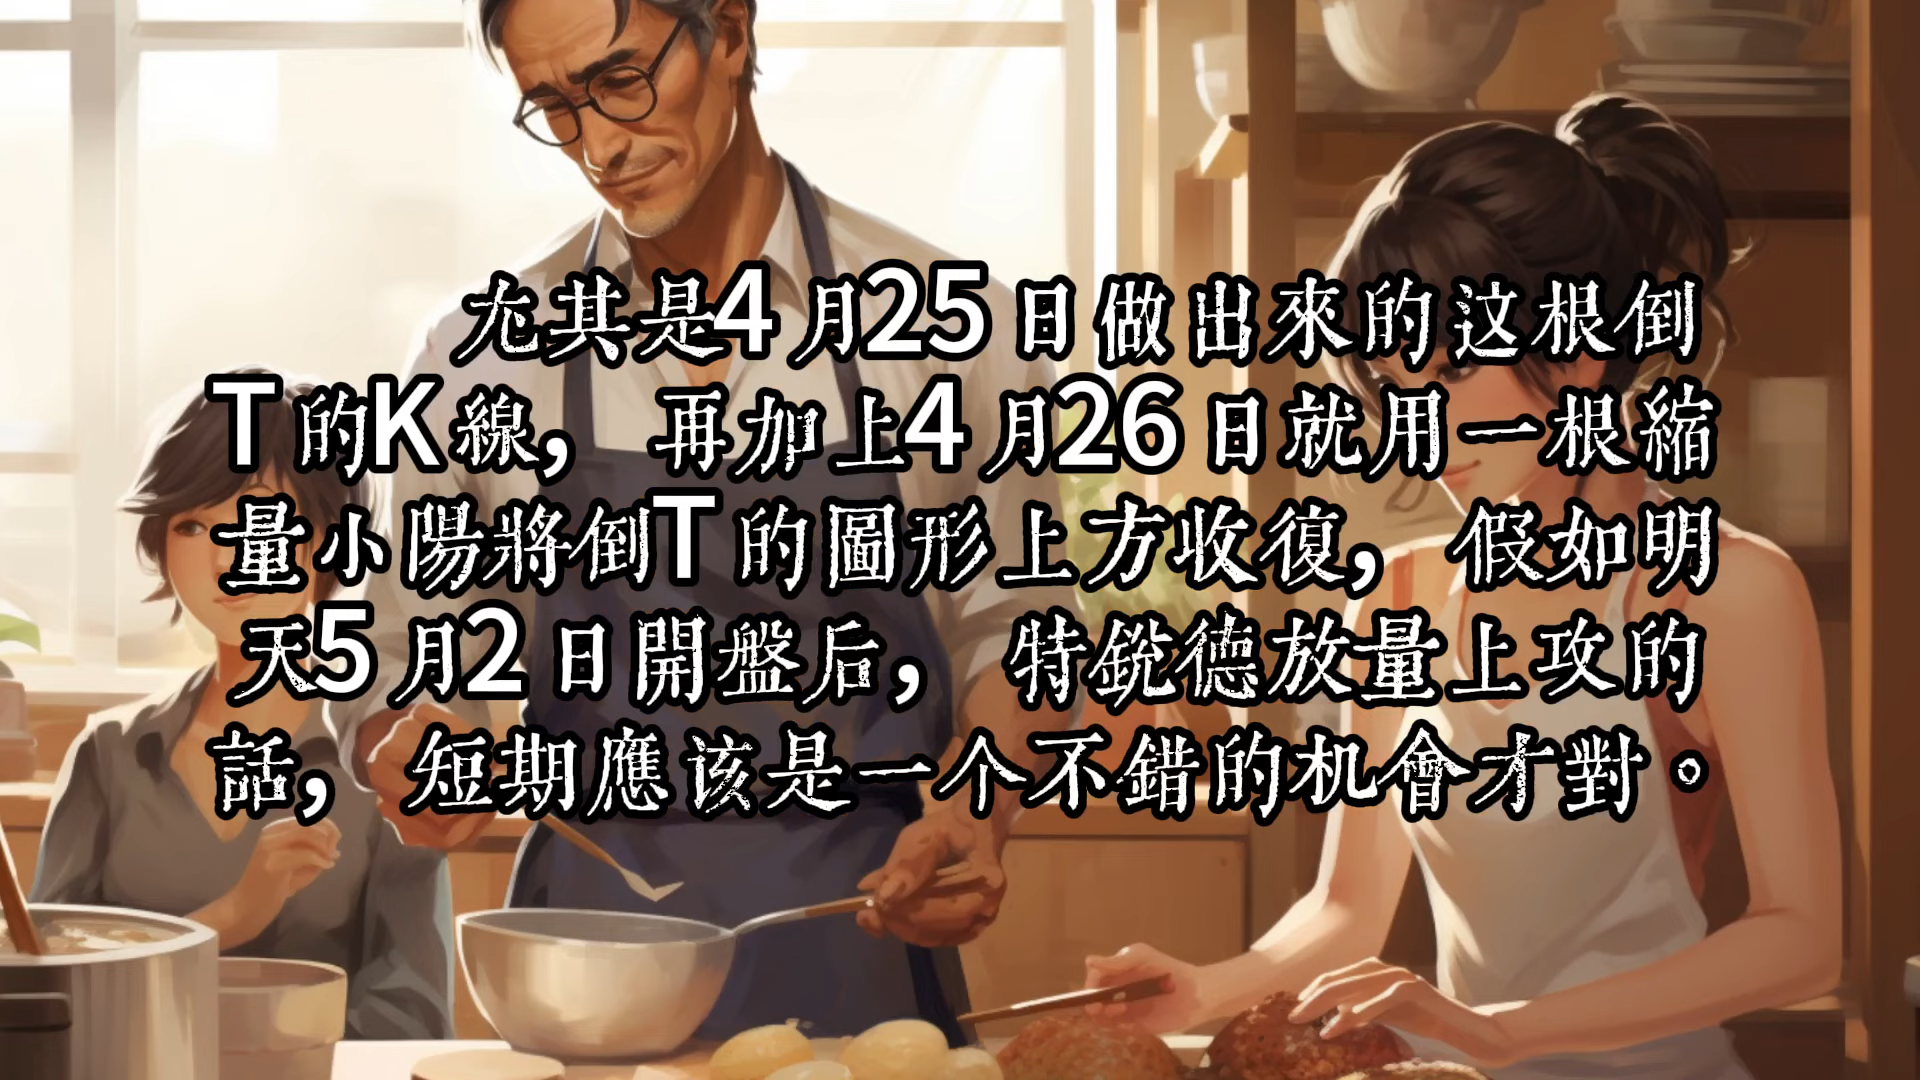 尤其是4月25日做出來的这根倒
T的K線，再加上4月26日就用一根縮
量小陽將倒T的圖形上方收復，假如明
天5月2日開盤后，特銳德放量上攻的
話，短期應该是一个不錯的机會才對。